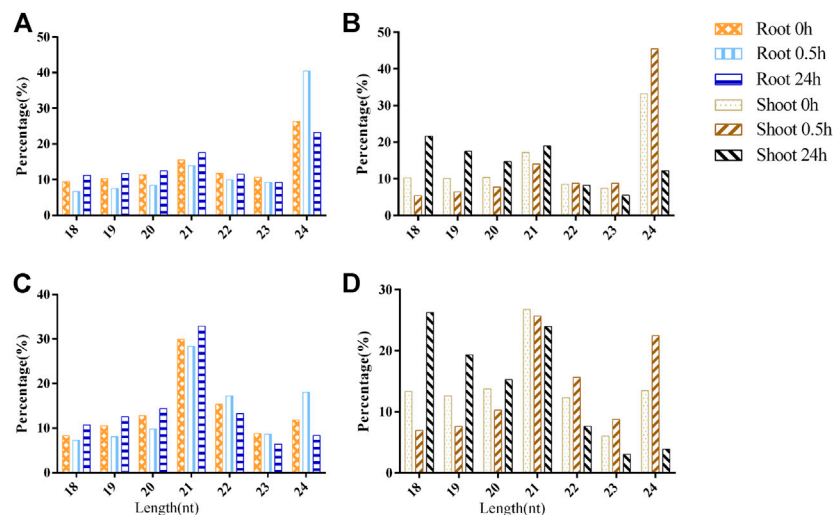 A
Percentage(%)
50
40
30
20
10
0
18 19 20 21 22 23 24
B
Percentage(%)
50
40
30
20
10
0
18 19 20 21 22 23 24
Root 0h
Root 0.5h
Root 24h
Shoot 0h
Shoot 0.5h
Shoot 24h
C
Percentage(%)
40
30
20
10
0
18 19 20 21 22 23 24
Length(nt)
D
Percentage(%)
30
20
10
0
18 19 20 21 22 23 24
Length(nt)